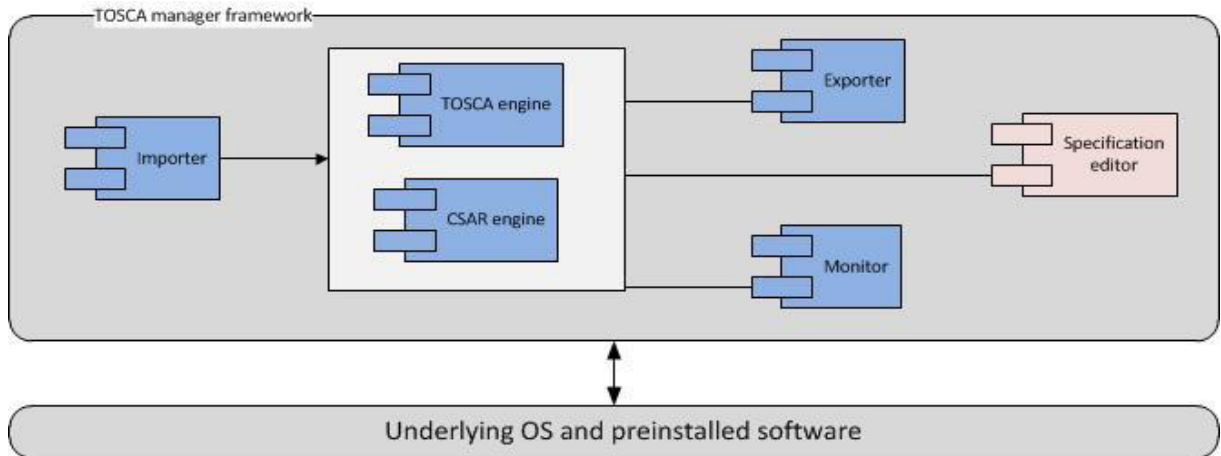 TOSCA manager framework
TOSCA engine
Exporter
Importer
Specification
editor
CSAR engine
Monitor
Underlying OS and preinstalled software